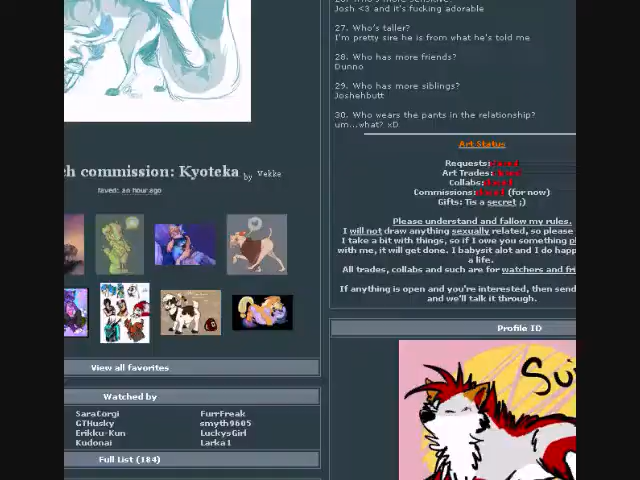 ch commission: Kyoteka by Vekke
faved: an hour ago
View all favorites
Watched by
SaraCorgi FurrFreak
GTHusky smyth9605
Erikku-Kun LuckysGirl
Kudonai Larka1
Full List (184)
Josh <3 and it's fucking adorable
27. Who's taller?
I'm pretty sire he is from what he's told me
28. Who has more friends?
Dunno
29. Who has more siblings?
Joshehbutt
30. Who wears the pants in the relationship?
um...what? xD
Art Status
Requests:
Art Trades:
Collabs:
Commissions: (for now)
Gifts: Tis a secret ;)
Please understand and fallow my rules.
I will not draw anything sexually related, so please
I take a bit with things, so if I owe you something pl
with me, it will get done. I babysit alot and I do happ
a life.
All trades, collabs and such are for watchers and fri
If anything is open and you're interested, then send
and we'll talk it through.
Profile ID
Sui